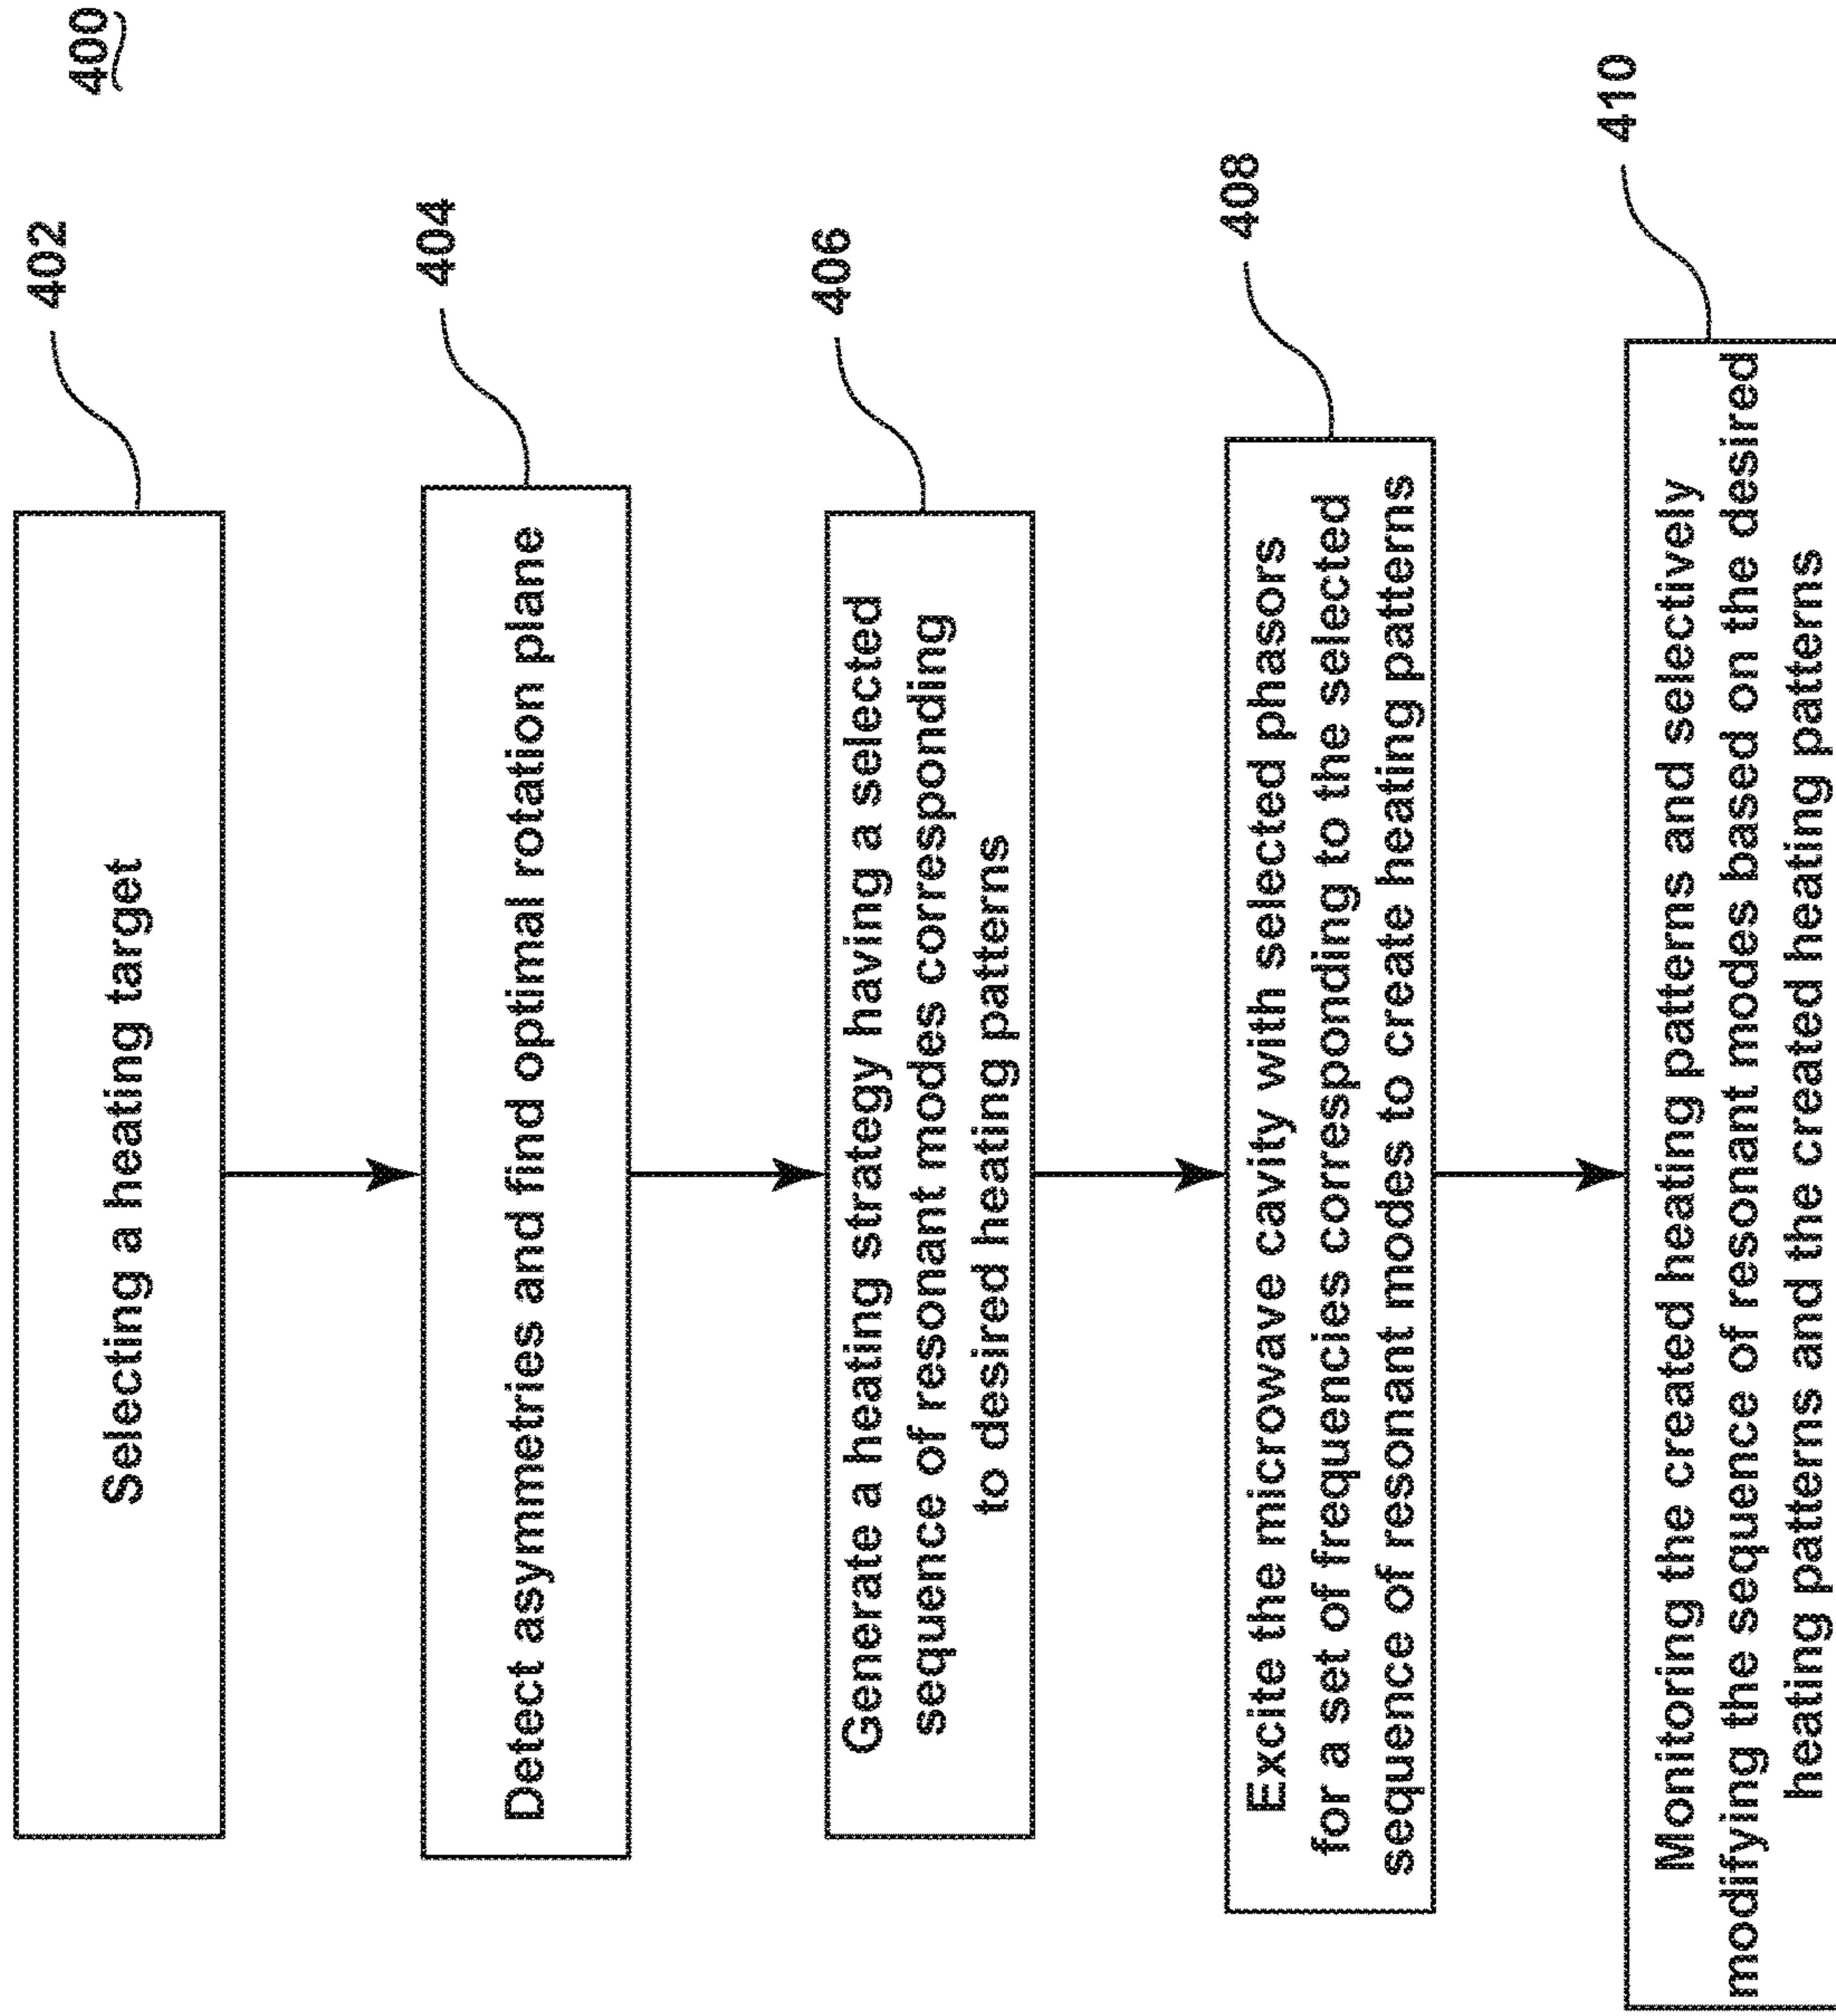 400
402
Selecting a heating target
404
Detect asymmetries and find optimal rotation plane
406
Generate a heating strategy having a selected
sequence of resonant modes corresponding
to desired heating patterns
408
Excite the microwave cavity with selected phasors
for a set of frequencies corresponding to the selected
sequence of resonant modes to create heating patterns
410
Monitoring the created heating patterns and selectively
modifying the sequence of resonant modes based on the desired
heating patterns and the created heating patterns